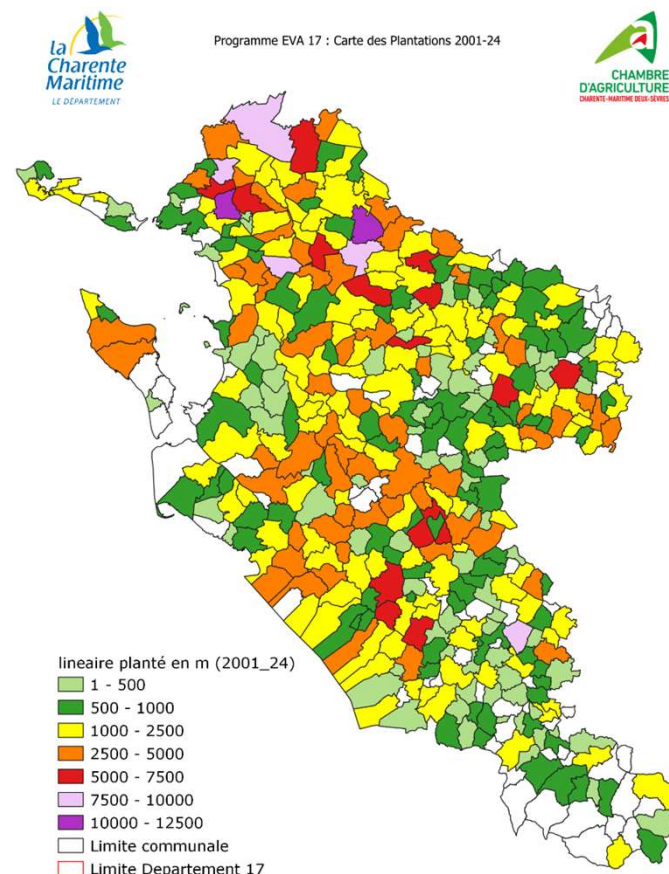 la
Charente
Maritime
LE DÉPARTEMENT
Programme EVA 17 : Carte des Plantations 2001-24
CHAMBRE
D'AGRICULTURE
CHARENTE-MARITIME DEUX-SÈVRES
lineaire planté en m (2001_24)
1 - 500
500 - 1000
1000 - 2500
2500 - 5000
5000 - 7500
7500 - 10000
10000 - 12500
Limite communale
Limite Departement 17